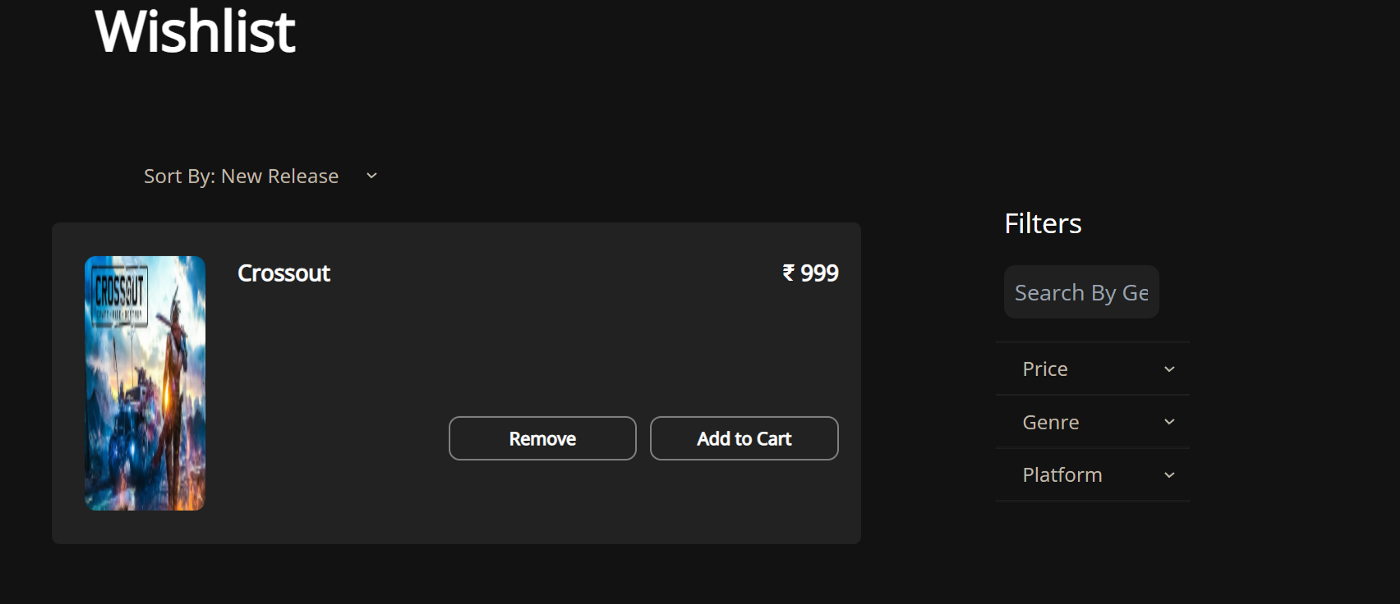 Wishlist
Sort By: New Release
Filters
Crossout
₹ 999
CROSSOUT
Search By Ge
Price
Genre
Platform
Remove
Add to Cart